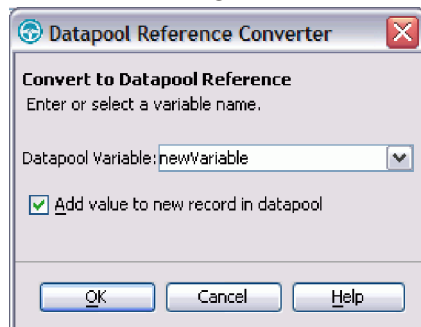 Datapool Reference Converter
Convert to Datapool Reference
Enter or select a variable name.
Datapool Variable: newVariable
Add value to new record in datapool
OK Cancel Help